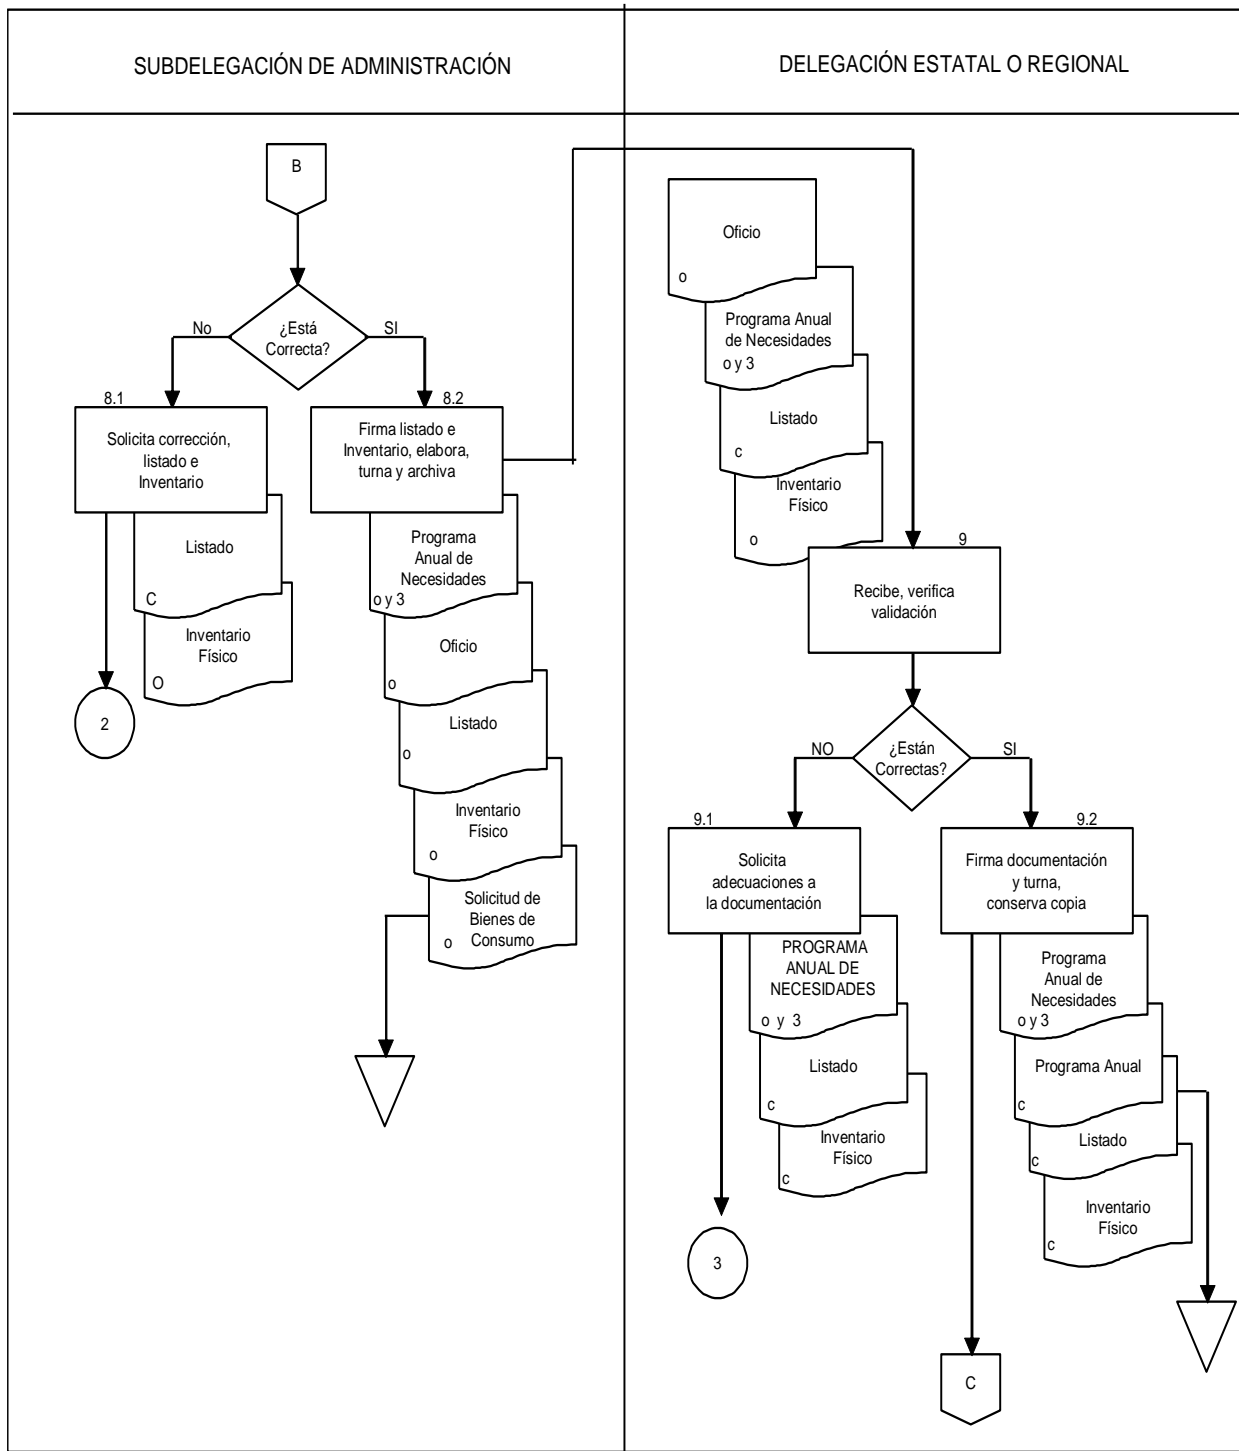 SUBDELEGACIÓN DE ADMINISTRACIÓN
DELEGACIÓN ESTATAL O REGIONAL
B
¿Está
Correcta?
No
SI
8.1
Solicita corrección,
listado e
Inventario
Listado
C
Inventario
Físico
O
2
8.2
Firma listado e
Inventario, elabora,
turna y archiva
Programa
Anual de
Necesidades
o y 3
Oficio
o
Listado
o
Inventario
Físico
o
Solicitud de
Bienes de
Consumo
o
Oficio
o
Programa Anual
de Necesidades
o y 3
Listado
c
Inventario
Físico
o
9
Recibe, verifica
validación
¿Están
Correctas?
NO
SI
9.1
Solicita
adecuaciones a
la documentación
PROGRAMA
ANUAL DE
NECESIDADES
o y 3
Listado
c
Inventario
Físico
c
3
9.2
Firma documentación
y turna,
conserva copia
Programa
Anual de
Necesidades
o y 3
Programa Anual
c
Listado
c
Inventario
Físico
c
C